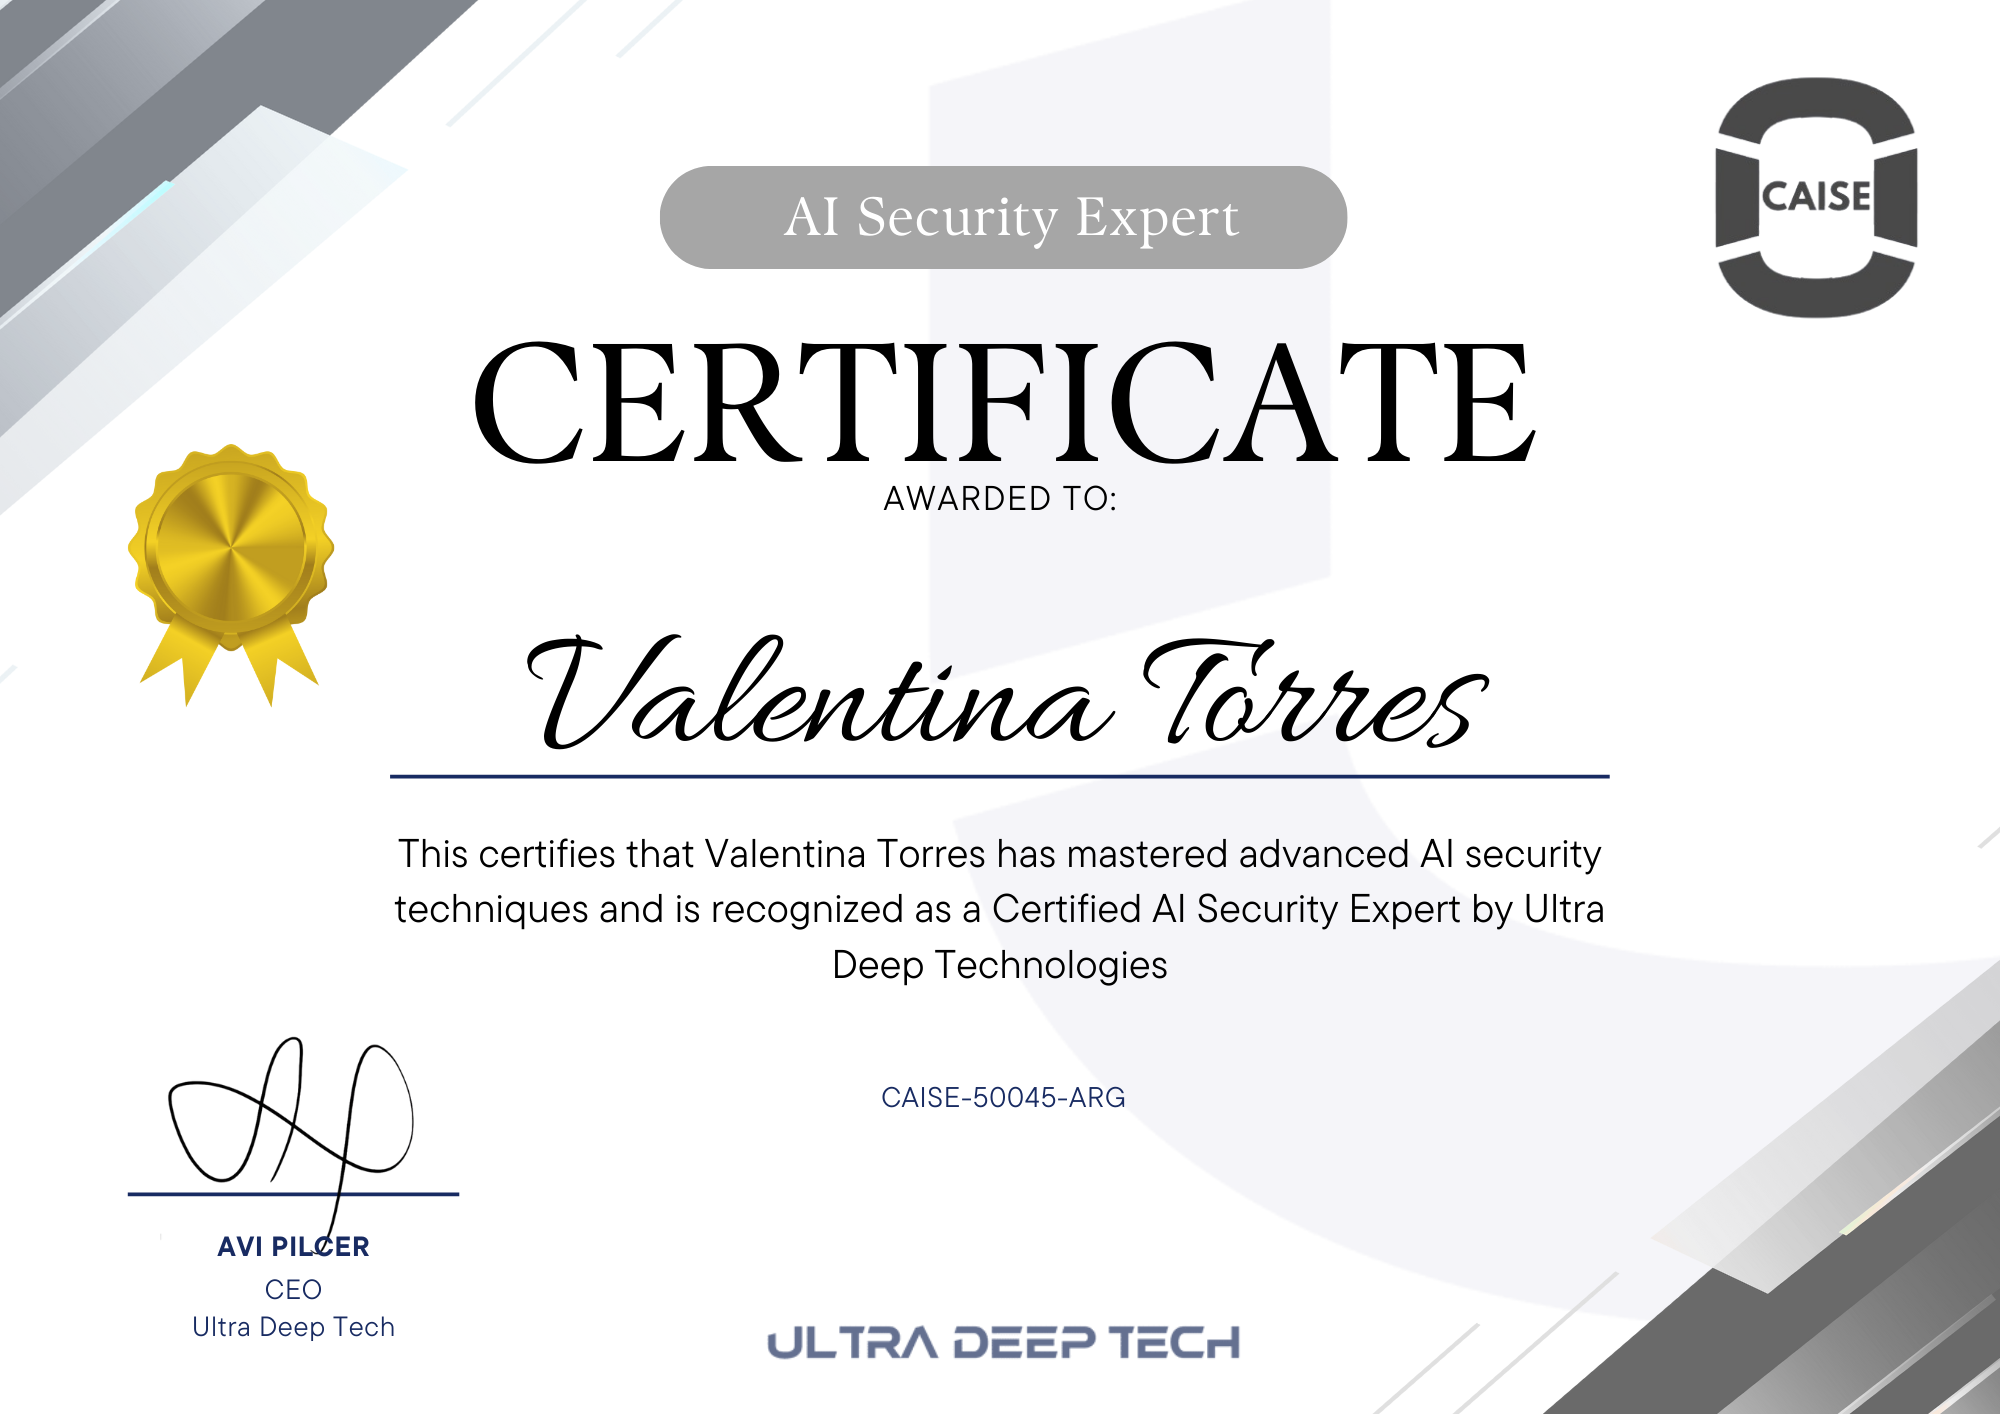 AI Security Expert
CAISE
CERTIFICATE
AWARDED TO:
Valentina Torres
This certifies that Valentina Torres has mastered advanced AI security
techniques and is recognized as a Certified AI Security Expert by Ultra
Deep Technologies
CAISE-50045-ARG
AVI PILCER
CEO
Ultra Deep Tech
ULTRA DEEP TECH